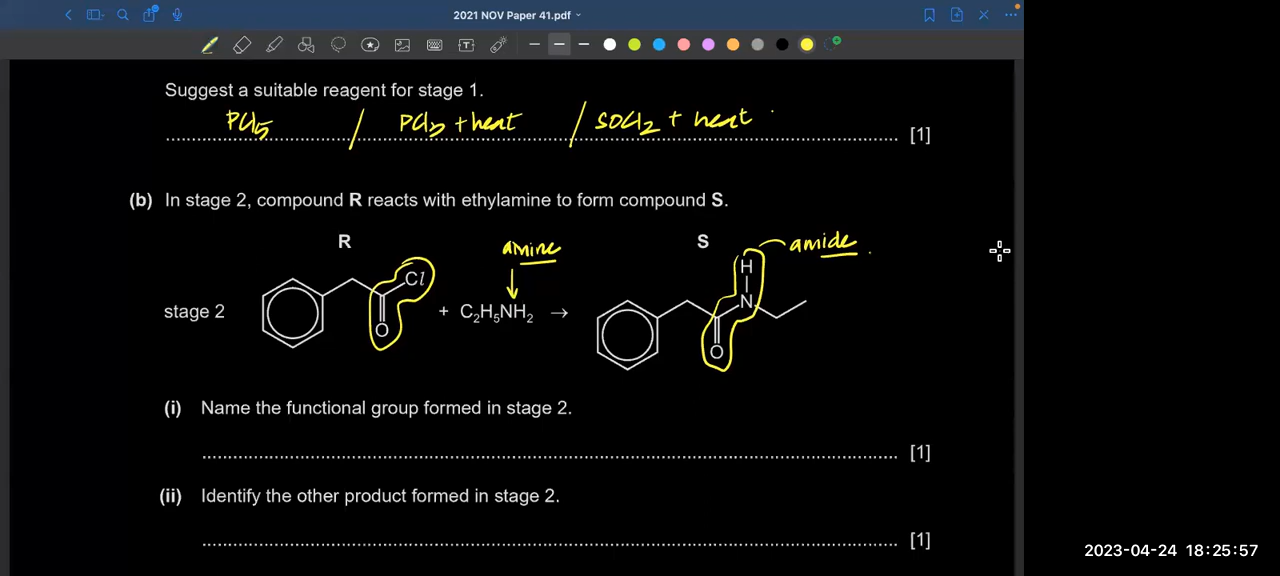 2021 NOV Paper 41.pdf
Suggest a suitable reagent for stage 1.
PCl5 / PCl3 + heat / SOCl2 + heat
[1]
(b) In stage 2, compound R reacts with ethylamine to form compound S.
R amine S amide
H
Cl
stage 2 + C2H5NH2 → N
O O
(i) Name the functional group formed in stage 2.
[1]
(ii) Identify the other product formed in stage 2.
[1]
2023-04-24 18:25:57